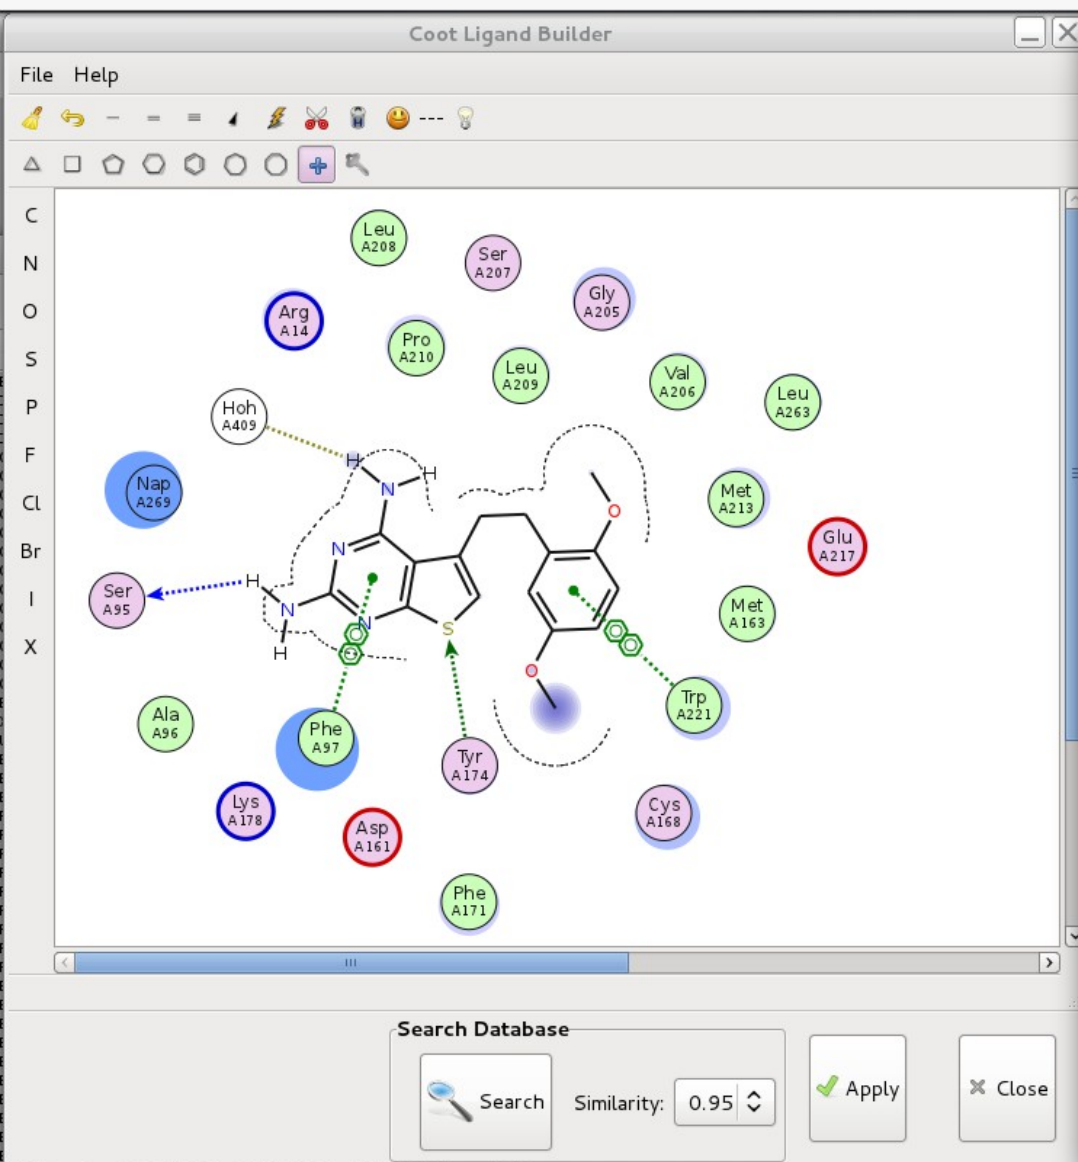 Coot Ligand Builder
File Help
C
N
O
S
P
F
Cl
Br
I
X
Leu
A208
Ser
A207
Gly
A205
Arg
A14
Pro
A210
Leu
A209
Val
A206
Leu
A263
Hoh
A409
H
H
N
Nap
A269
Met
A213
O
Glu
A217
N
H
Ser
A95
N
N
S
H
Met
A163
O
Trp
A221
Ala
A96
Phe
A97
Tyr
A174
Lys
A178
Asp
A161
Cys
A168
Phe
A171
Search Database
Search
Similarity: 0.95
Apply
Close